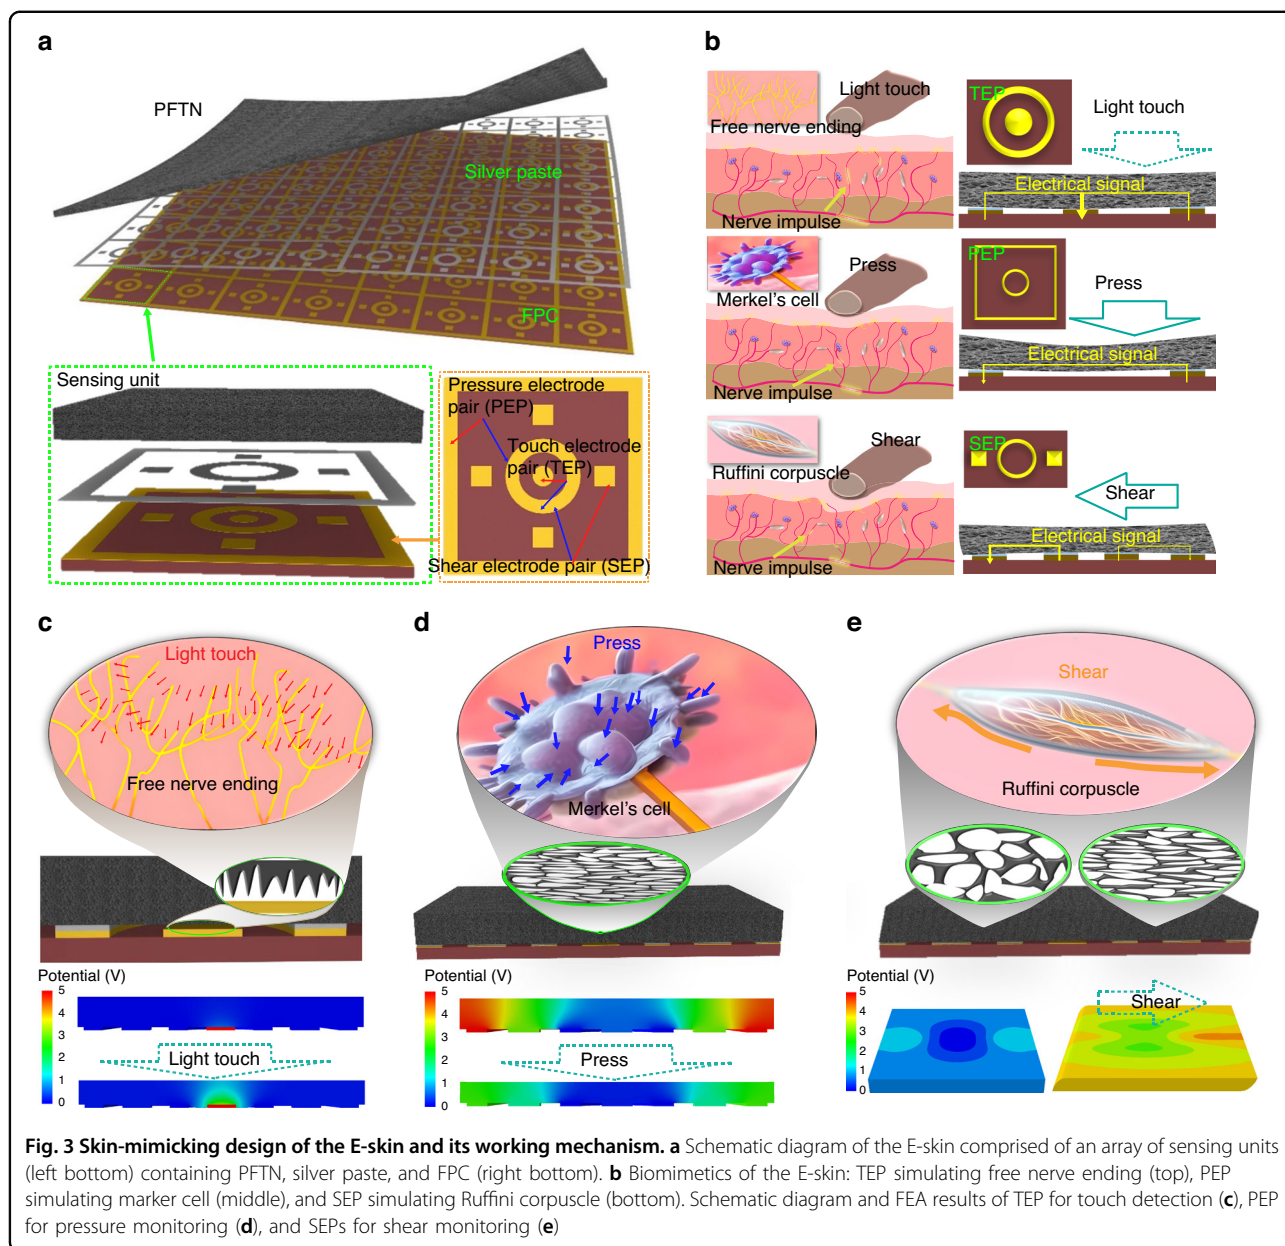 a
PFTN
Silver paste
FPC
Sensing unit
Pressure electrode
pair (PEP)
Touch electrode
pair (TEP)
Shear electrode pair (SEP)
b
Light touch
Free nerve ending
Nerve impulse
TEP
Light touch
Electrical signal
Press
Merkel's cell
Nerve impulse
PEP
Press
Electrical signal
Shear
Ruffini corpuscle
Nerve impulse
SEP
Shear
Electrical signal
c
Light touch
Free nerve ending
Potential (V)
5
4
3
2
1
0
Light touch
d
Press
Merkel's cell
Potential (V)
5
4
3
2
1
0
Press
e
Shear
Ruffini corpuscle
Potential (V)
5
4
3
2
1
0
Shear
Fig. 3 Skin-mimicking design of the E-skin and its working mechanism. a Schematic diagram of the E-skin comprised of an array of sensing units
(left bottom) containing PFTN, silver paste, and FPC (right bottom). b Biomimetics of the E-skin: TEP simulating free nerve ending (top), PEP
simulating marker cell (middle), and SEP simulating Ruffini corpuscle (bottom). Schematic diagram and FEA results of TEP for touch detection (c), PEP
for pressure monitoring (d), and SEPs for shear monitoring (e)